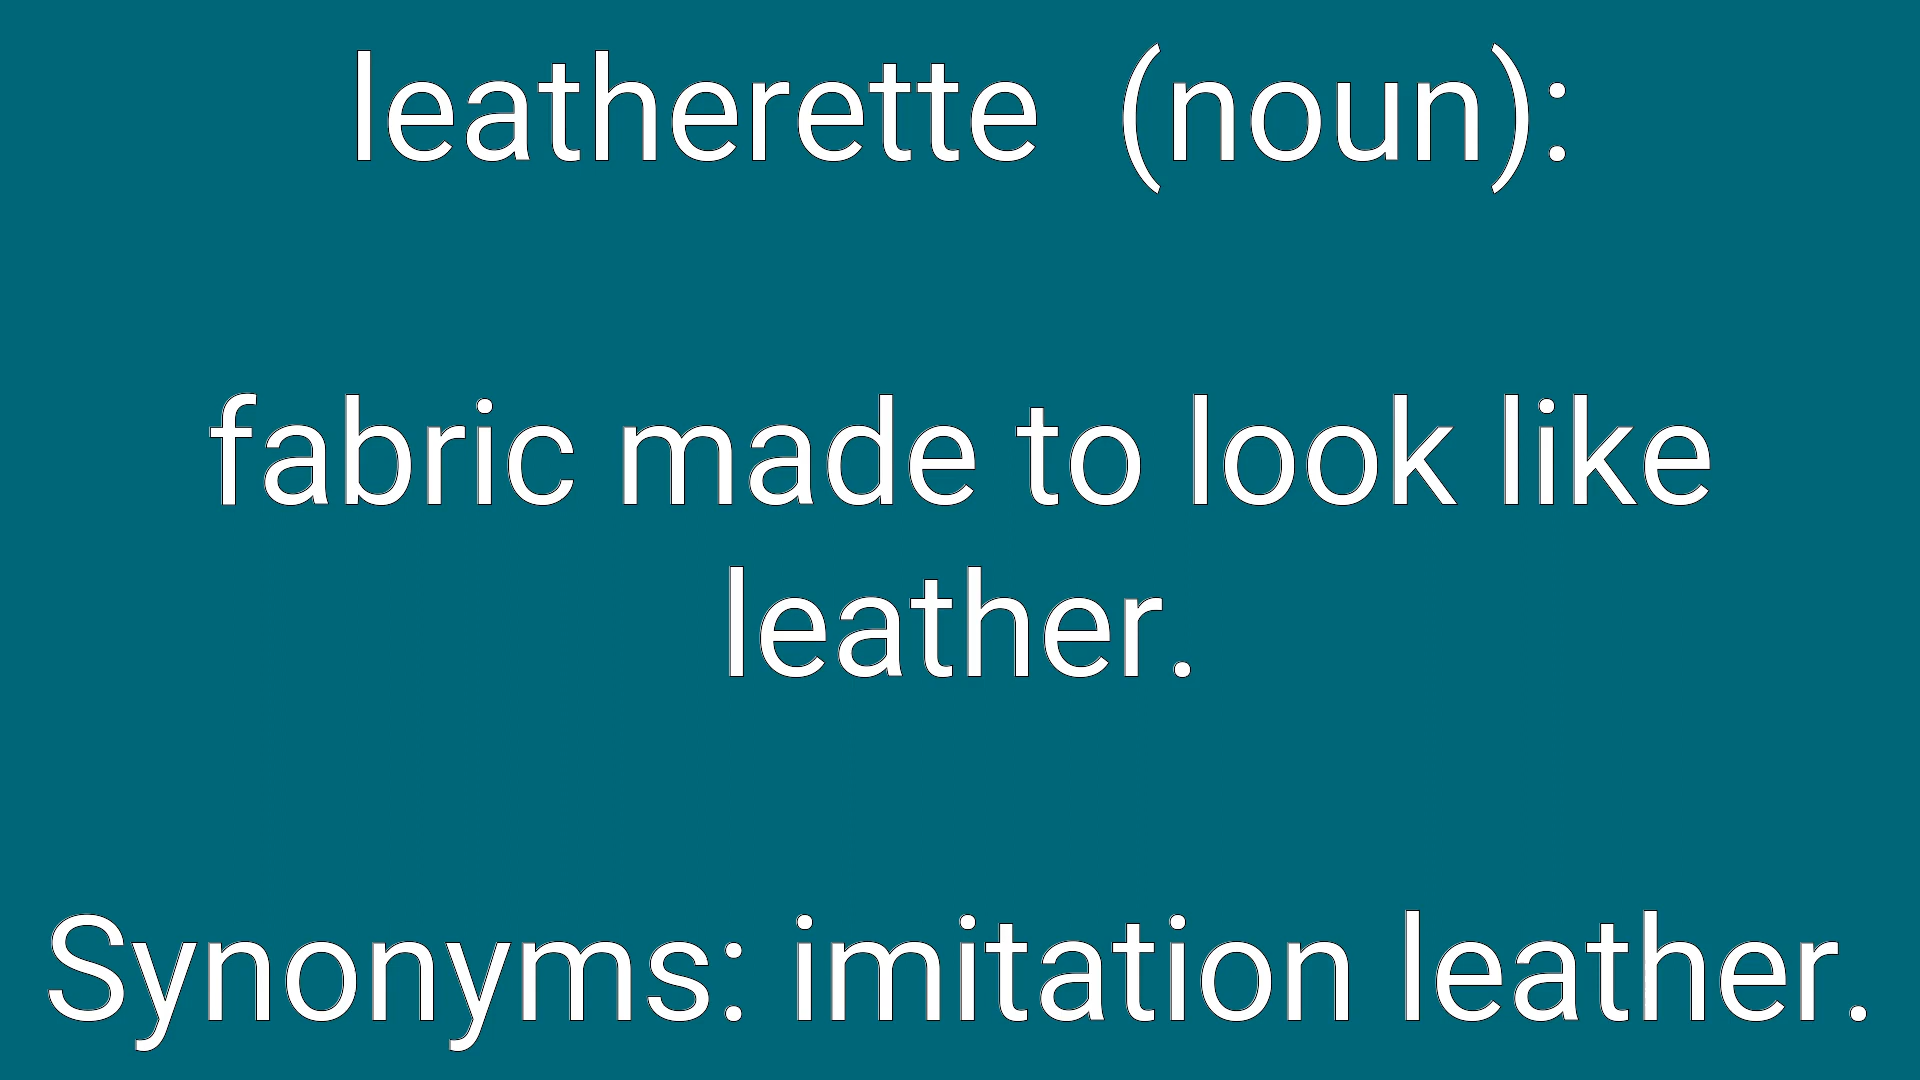 leatherette  (noun):
fabric made to look like
leather.
Synonyms: imitation leather.